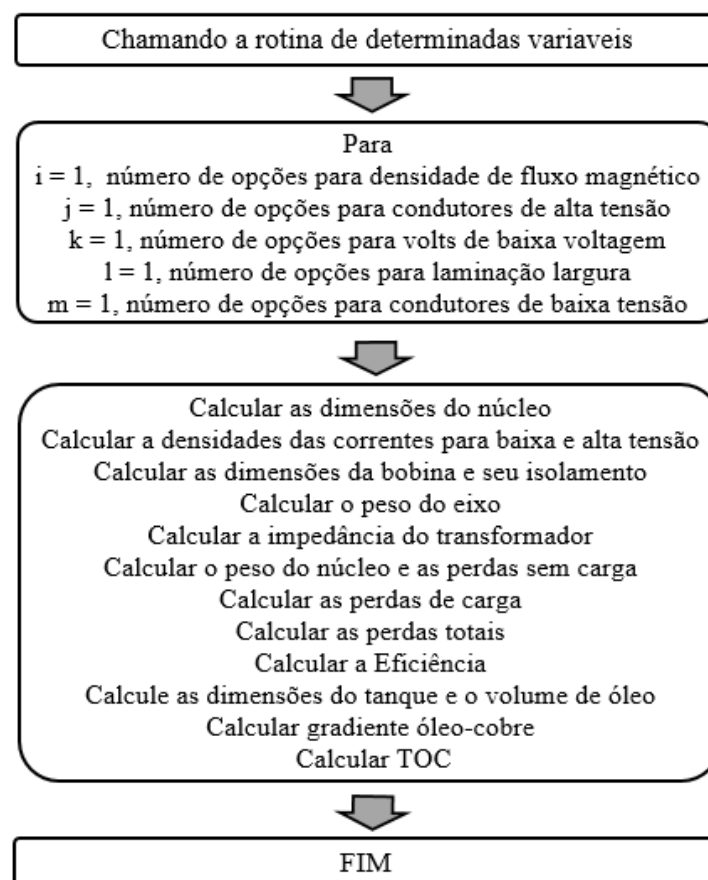 Chamando a rotina de determinadas variaveis
Para
i = 1, número de opções para densidade de fluxo magnético
j = 1, número de opções para condutores de alta tensão
k = 1, número de opções para volts de baixa voltagem
l = 1, número de opções para laminação largura
m = 1, número de opções para condutores de baixa tensão
Calcular as dimensões do núcleo
Calcular a densidades das correntes para baixa e alta tensão
Calcular as dimensões da bobina e seu isolamento
Calcular o peso do eixo
Calcular a impedância do transformador
Calcular o peso do núcleo e as perdas sem carga
Calcular as perdas de carga
Calcular as perdas totais
Calcular a Eficiência
Calcule as dimensões do tanque e o volume de óleo
Calcular gradiente óleo-cobre
Calcular TOC
FIM